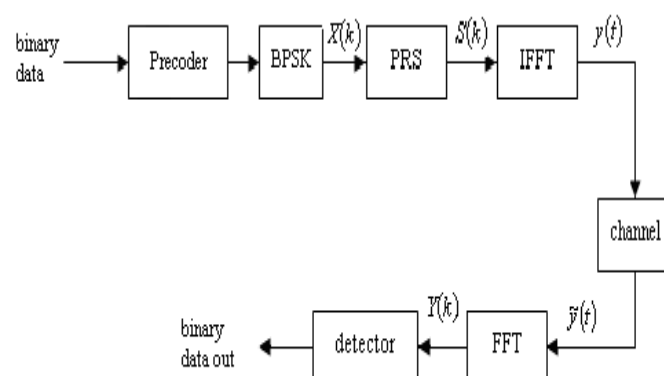 binary
data
Precoder
BPSK
X(k)
PRS
S(k)
IFFT
y(t)
channel
ỹ(t)
FFT
Y(k)
detector
binary
data out